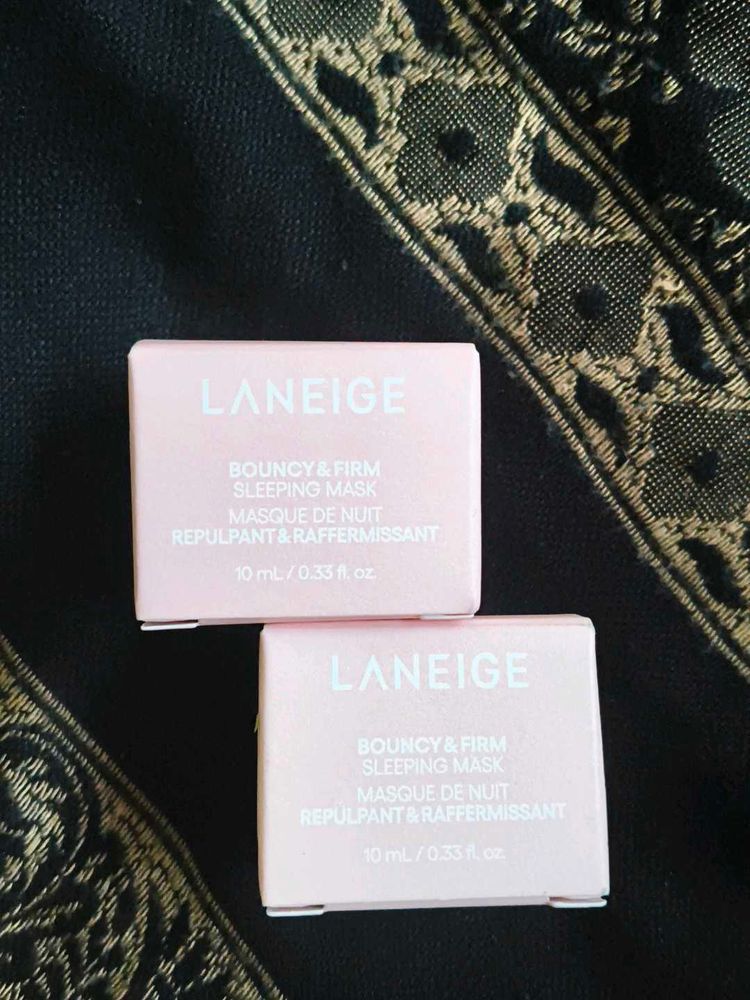 LANEIGE
BOUNCY & FIRM
SLEEPING MASK
MASQUE DE NUIT
REPULPANT & RAFFERMISSANT
10 mL / 0.33 fl. oz.
LANEIGE
BOUNCY & FIRM
SLEEPING MASK
MASQUE DE NUIT
REPULPANT & RAFFERMISSANT
10 mL / 0.33 fl. oz.